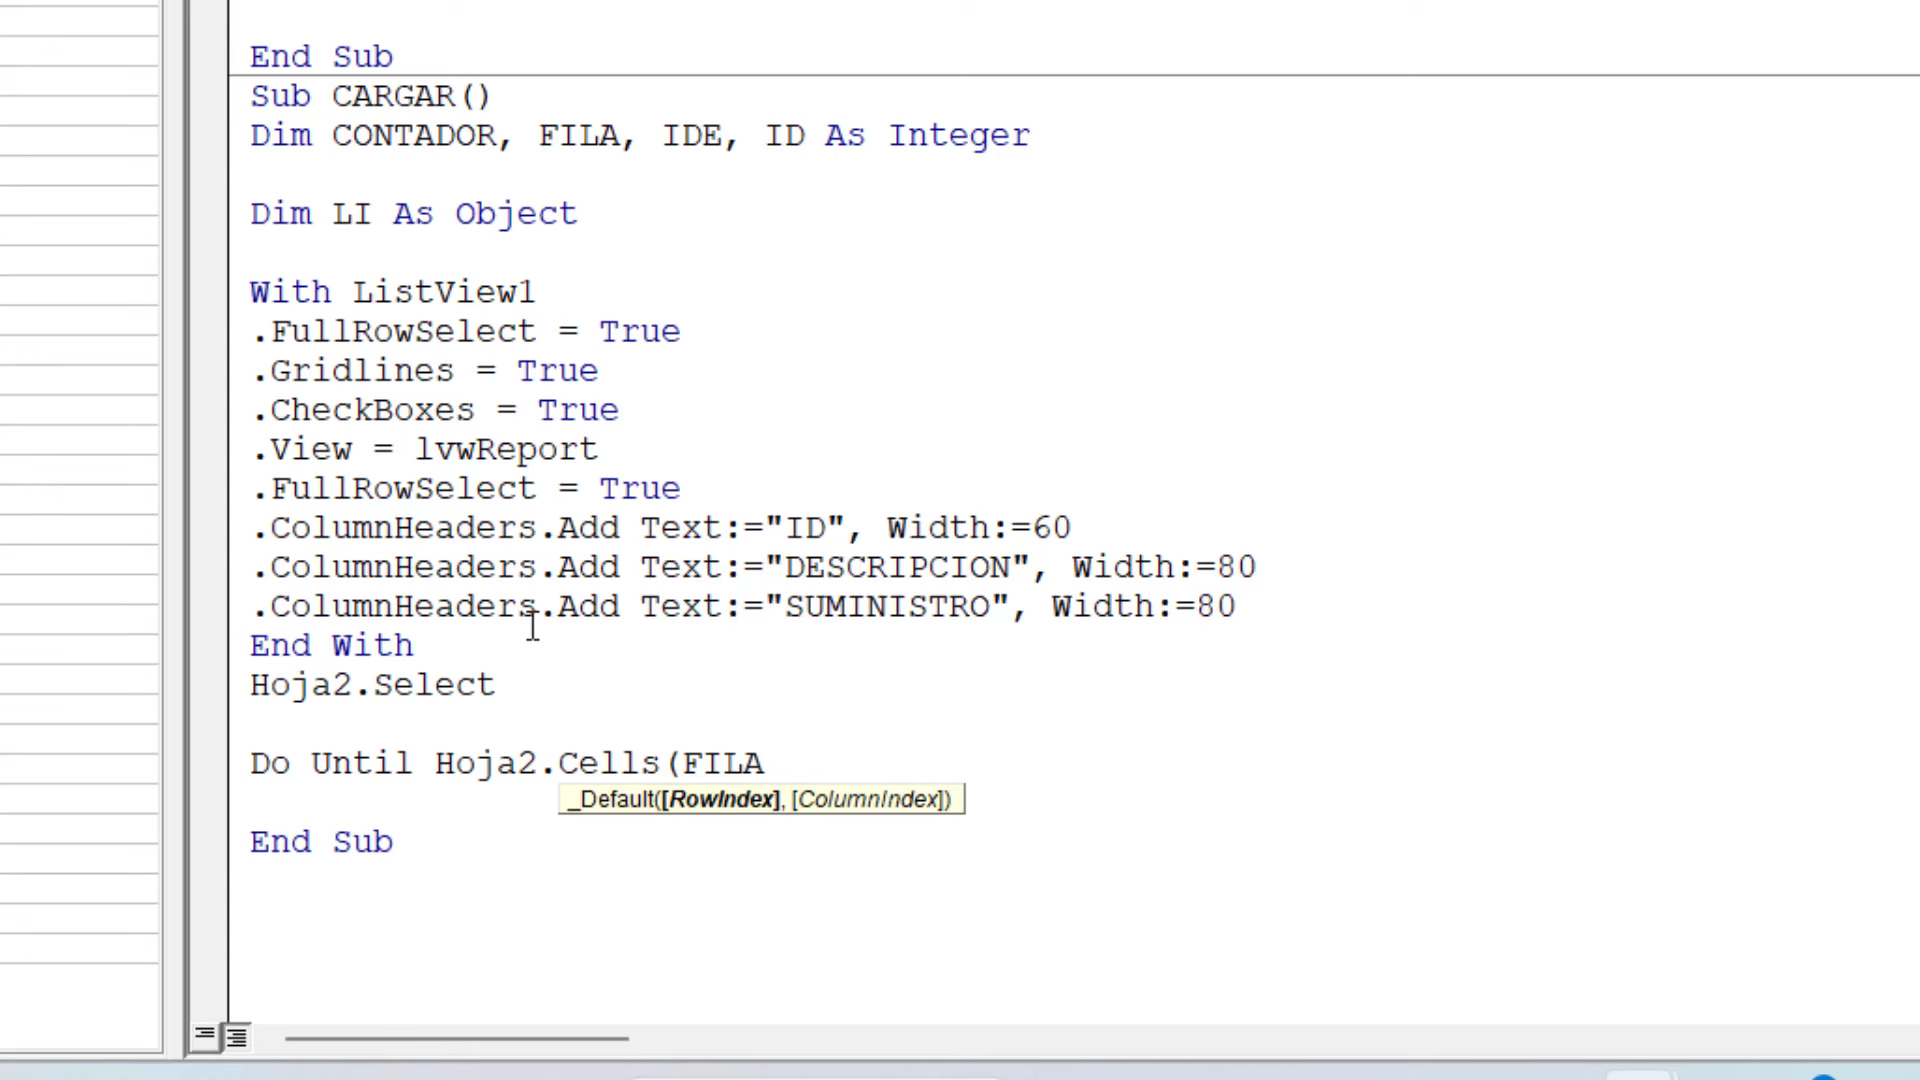 End Sub
Sub CARGAR()
Dim CONTADOR, FILA, IDE, ID As Integer
Dim LI As Object
With ListView1
.FullRowSelect = True
.Gridlines = True
.CheckBoxes = True
.View = lvwReport
.FullRowSelect = True
.ColumnHeaders.Add Text:="ID", Width:=60
.ColumnHeaders.Add Text:="DESCRIPCION", Width:=80
.ColumnHeaders.Add Text:="SUMINISTRO", Width:=80
End With
Hoja2.Select
Do Until Hoja2.Cells(FILA
_Default([RowIndex], [ColumnIndex])
End Sub